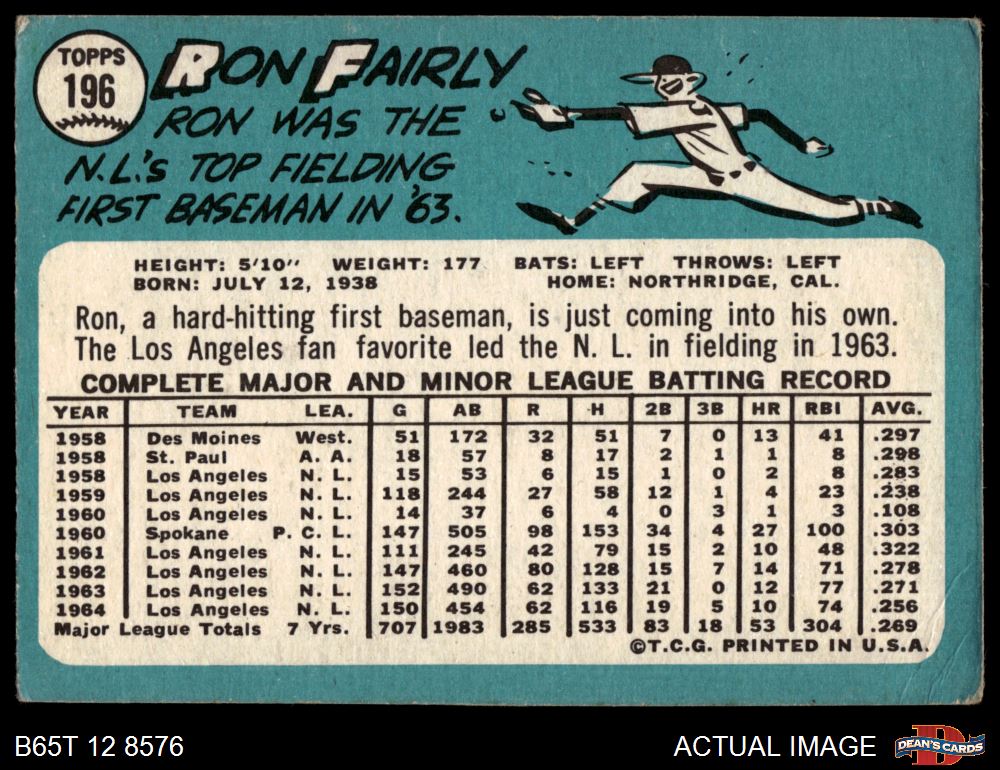 TOPPS
196
RON FAIRLY
RON WAS THE
N.L.'s TOP FIELDING
FIRST BASEMAN IN '63.
HEIGHT: 5'10" WEIGHT: 177 BATS: LEFT THROWS: LEFT
BORN: JULY 12, 1938 HOME: NORTHRIDGE, CAL.
Ron, a hard-hitting first baseman, is just coming into his own.
The Los Angeles fan favorite led the N. L. in fielding in 1963.
COMPLETE MAJOR AND MINOR LEAGUE BATTING RECORD
YEAR TEAM LEA. G AB R H 2B 3B HR RBI AVG.
1958 Des Moines West. 51 172 32 51 7 0 13 41 .297
1958 St. Paul A. A. 18 57 8 17 2 1 1 8 .298
1958 Los Angeles N. L. 15 53 6 15 1 0 2 8 .283
1959 Los Angeles N. L. 118 244 27 58 12 1 4 23 .238
1960 Los Angeles N. L. 14 37 6 4 0 3 1 3 .108
1960 Spokane P. C. L. 147 505 98 153 34 4 27 100 .303
1961 Los Angeles N. L. 111 245 42 79 15 2 10 48 .322
1962 Los Angeles N. L. 147 460 80 128 15 7 14 71 .278
1963 Los Angeles N. L. 152 490 62 133 21 0 12 77 .271
1964 Los Angeles N. L. 150 454 62 116 19 5 10 74 .256
Major League Totals 7 Yrs. 707 1983 285 533 83 18 53 304 .269
©T.C.G. PRINTED IN U.S.A.
B65T 12 8576 ACTUAL IMAGE
DEAN'S CARDS